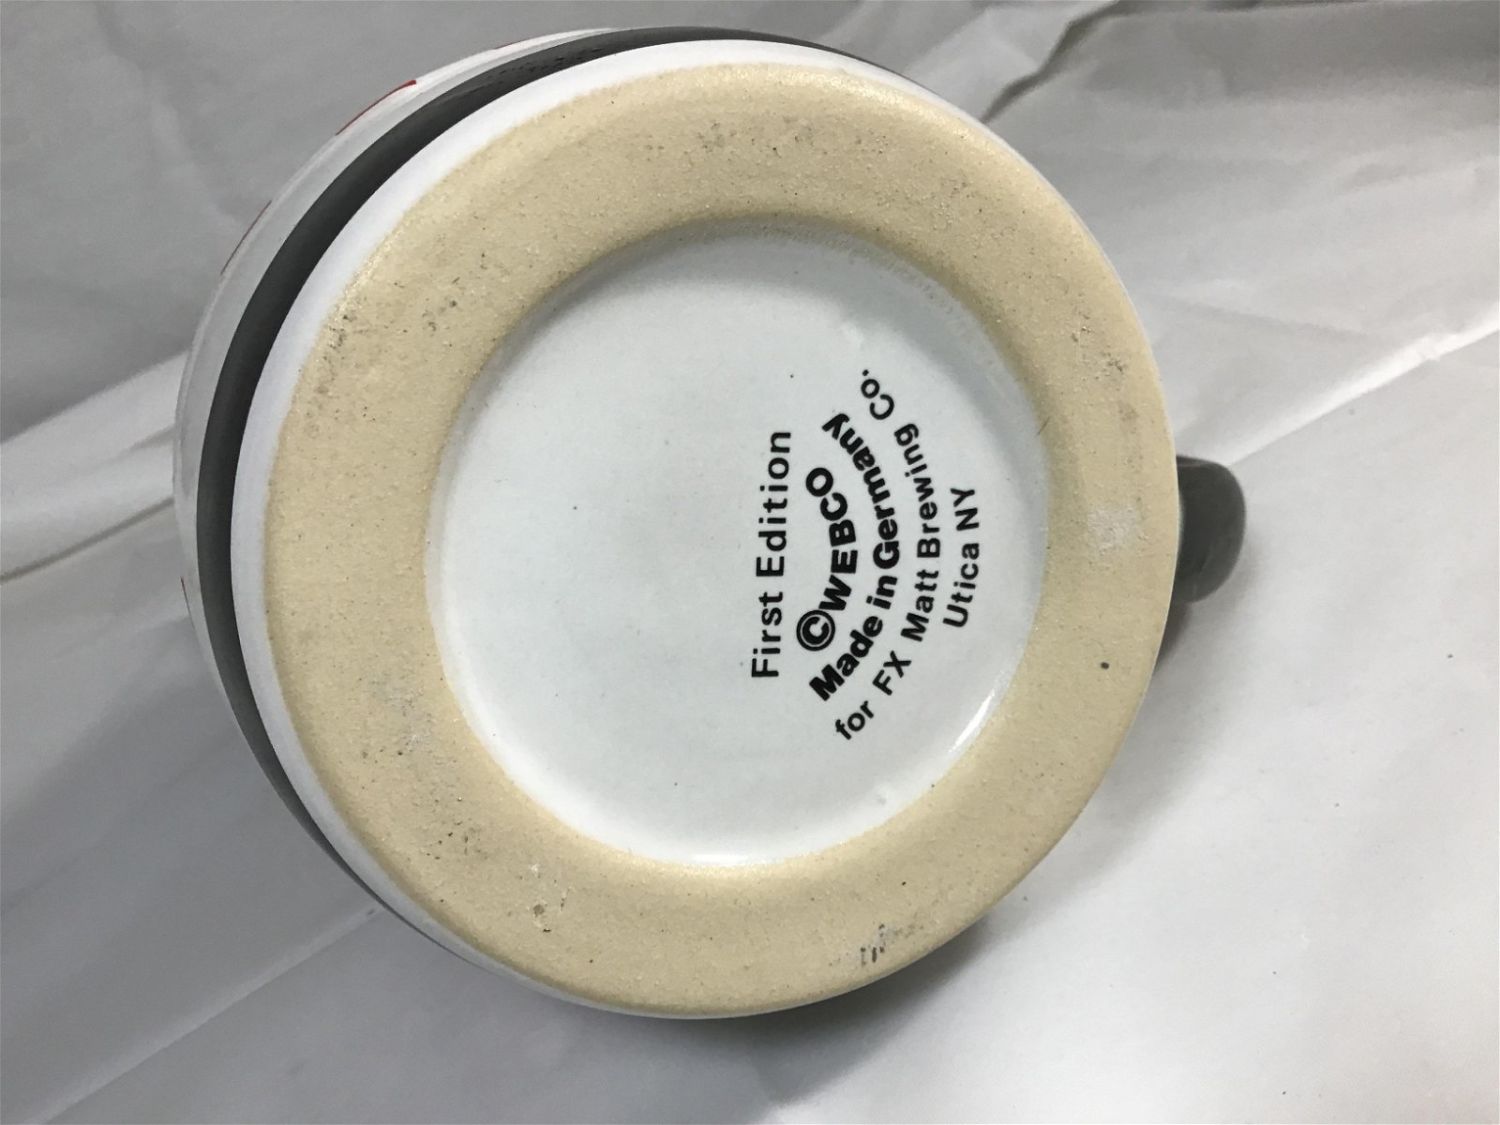 First Edition
©WEBCO
Made in Germany
for FX Matt Brewing Co.
Utica NY